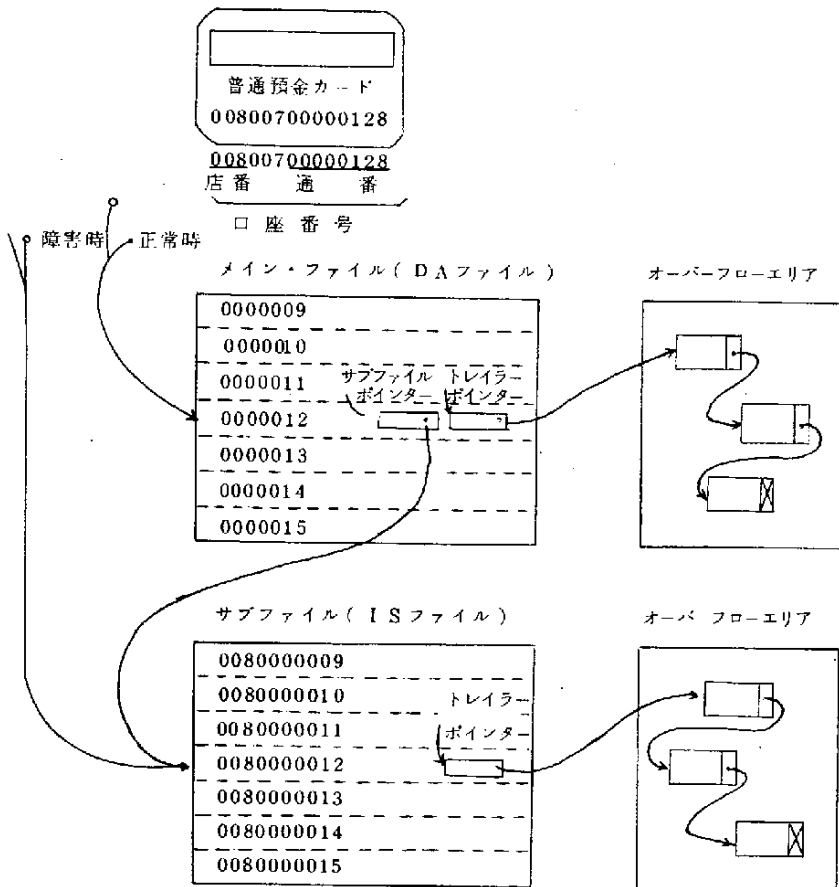 普通預金カード
00800700000128
00800700000128
店番 通 番
口 座 番 号
障害時 正常時
メイン・ファイル(DAファイル)
オーバーフローエリア
0000009
0000010
0000011
サブファイル
ポインター
トレイラー
ポインター
0000012
0000013
0000014
0000015
サブファイル(ISファイル)
オーバ フローエリア
0080000009
0080000010
トレイラー
0080000011
ポインター
0080000012
0080000013
0080000014
0080000015